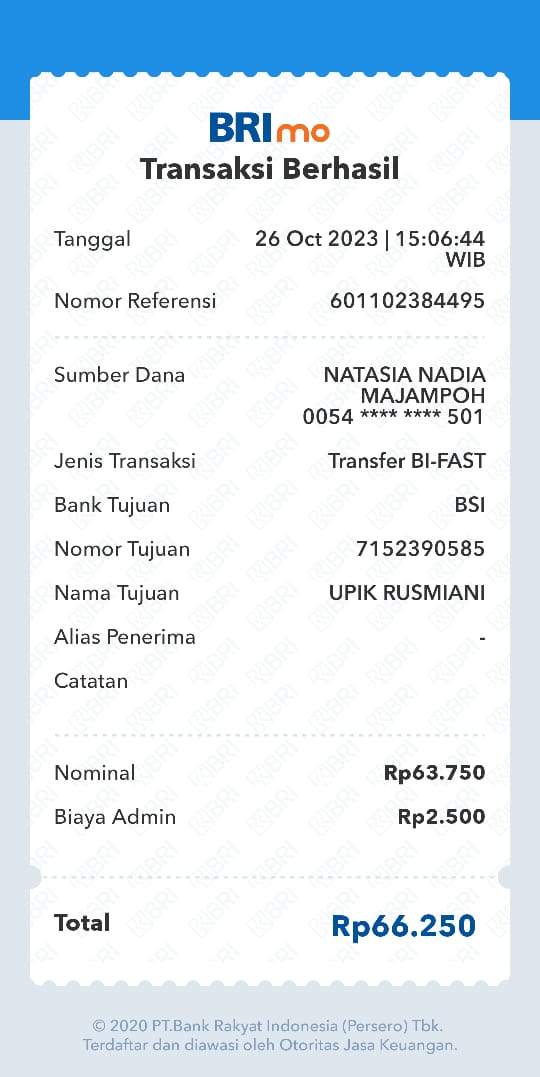 BRImo
Transaksi Berhasil
Tanggal 26 Oct 2023 | 15:06:44
WIB
Nomor Referensi 601102384495
Sumber Dana NATASIA NADIA
MAJAMPOH
0054 **** **** 501
Jenis Transaksi Transfer BI-FAST
Bank Tujuan BSI
Nomor Tujuan 7152390585
Nama Tujuan UPIK RUSMIANI
Alias Penerima -
Catatan
Nominal Rp63.750
Biaya Admin Rp2.500
Total Rp66.250
© 2020 PT.Bank Rakyat Indonesia (Persero) Tbk.
Terdaftar dan diawasi oleh Otoritas Jasa Keuangan.